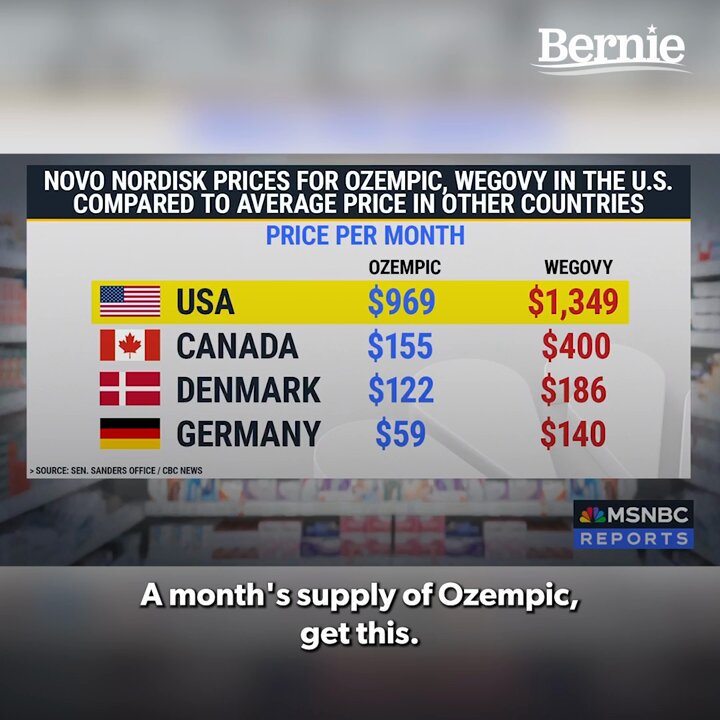 Bernie
NOVO NORDISK PRICES FOR OZEMPIC, WEGOVY IN THE U.S.
COMPARED TO AVERAGE PRICE IN OTHER COUNTRIES
PRICE PER MONTH
OZEMPIC WEGOVY
USA $969 $1,349
CANADA $155 $400
DENMARK $122 $186
GERMANY $59 $140
> SOURCE: SEN. SANDERS OFFICE / CBC NEWS
MSNBC
REPORTS
A month's supply of Ozempic,
get this.